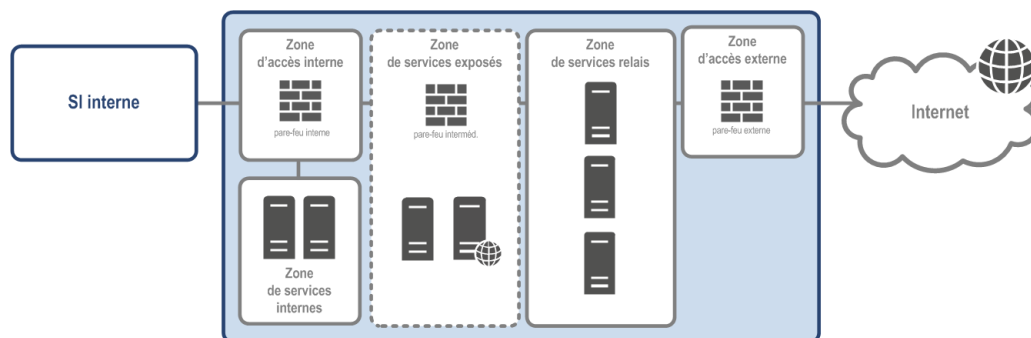 SI interne
Zone
d'accès interne
pare-feu interne
Zone
de services
internes
Zone
de services exposés
pare-feu interméd.
Zone
de services relais
Zone
d'accès externe
pare-feu externe
Internet